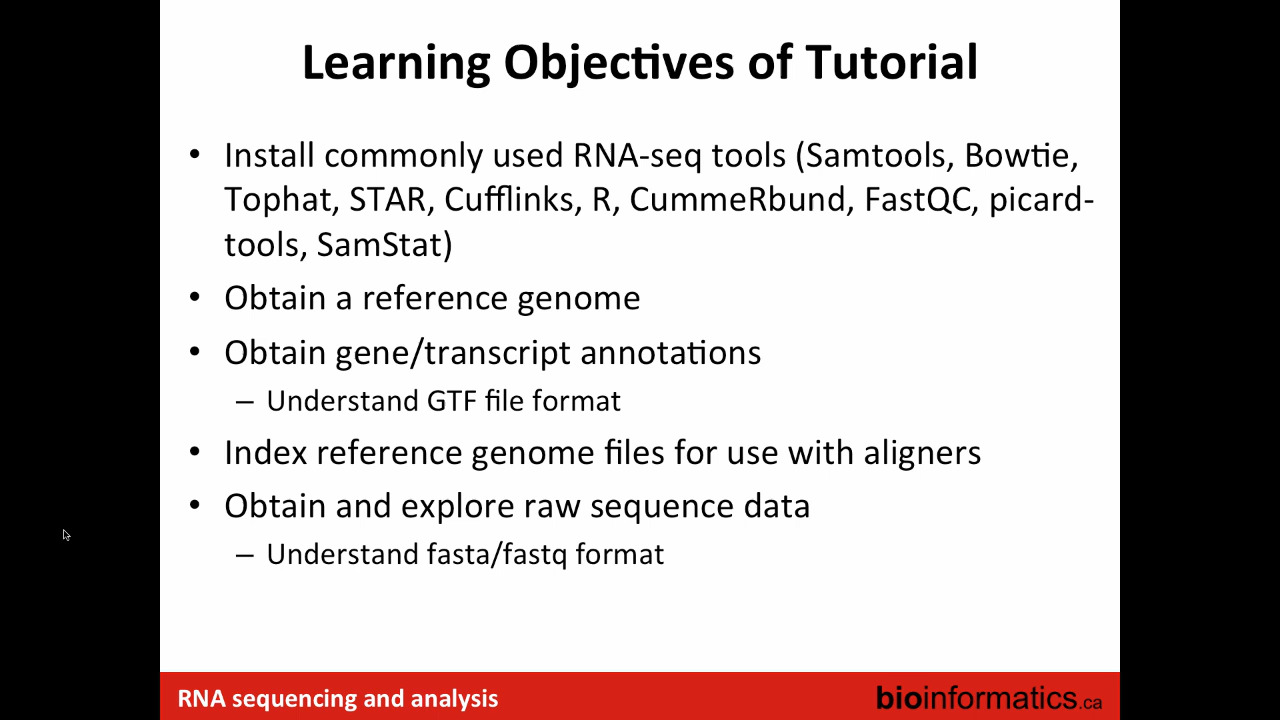 Learning Objectives of Tutorial
• Install commonly used RNA-seq tools (Samtools, Bowtie,
Tophat, STAR, Cufflinks, R, CummeRbund, FastQC, picard-
tools, SamStat)
• Obtain a reference genome
• Obtain gene/transcript annotations
– Understand GTF file format
• Index reference genome files for use with aligners
• Obtain and explore raw sequence data
– Understand fasta/fastq format
RNA sequencing and analysis
bioinformatics.ca